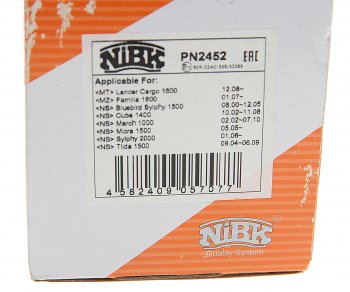 NiBK PN2452 EAC
Applicable For:
<MT> Lancer Cargo 1600 12.08-
<MZ> Familia 1800 01.07-
<NS> Bluebird Sylphy 1500 08.00-12.05
<NS> Cube 1400 10.02-11.08
<NS> March 1000 02.02-07.10
<NS> Micra 1500 05.05-
<NS> Sylphy 2000 01.06-
<NS> Tiida 1500 09.04-06.09
4 582409 057077
NiBK ®
Quality System